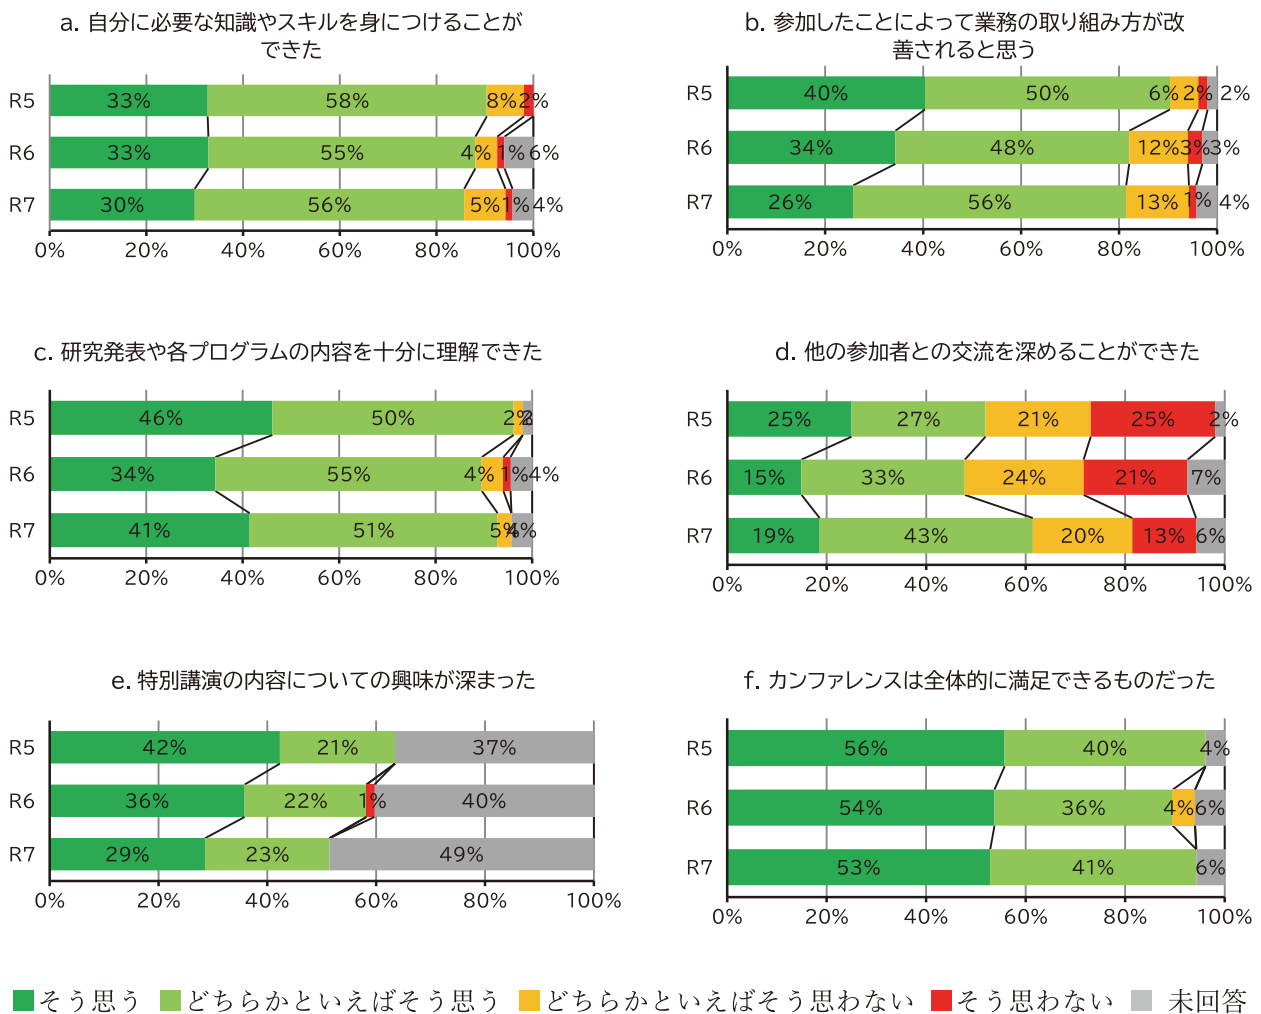 a. 自分に必要な知識やスキルを身につけることが
できた
R5 33% 58% 8% 2%
R6 33% 55% 4% 1% 6%
R7 30% 56% 5% 1% 4%
0% 20% 40% 60% 80% 100%
b. 参加したことによって業務の取り組み方が改
善されると思う
R5 40% 50% 6% 2% 2%
R6 34% 48% 12% 3% 3%
R7 26% 56% 13% 1% 4%
0% 20% 40% 60% 80% 100%
c. 研究発表や各プログラムの内容を十分に理解できた
R5 46% 50% 2% 2
R6 34% 55% 4% 1% 4%
R7 41% 51% 5% 4%
0% 20% 40% 60% 80% 100%
d. 他の参加者との交流を深めることができた
R5 25% 27% 21% 25% 2%
R6 15% 33% 24% 21% 7%
R7 19% 43% 20% 13% 6%
0% 20% 40% 60% 80% 100%
e. 特別講演の内容についての興味が深まった
R5 42% 21% 37%
R6 36% 22% 1% 40%
R7 29% 23% 49%
0% 20% 40% 60% 80% 100%
f. カンファレンスは全体的に満足できるものだった
R5 56% 40% 4%
R6 54% 36% 4% 6%
R7 53% 41% 6%
0% 20% 40% 60% 80% 100%
そう思う どちらかといえばそう思う どちらかといえばそう思わない そう思わない 未回答